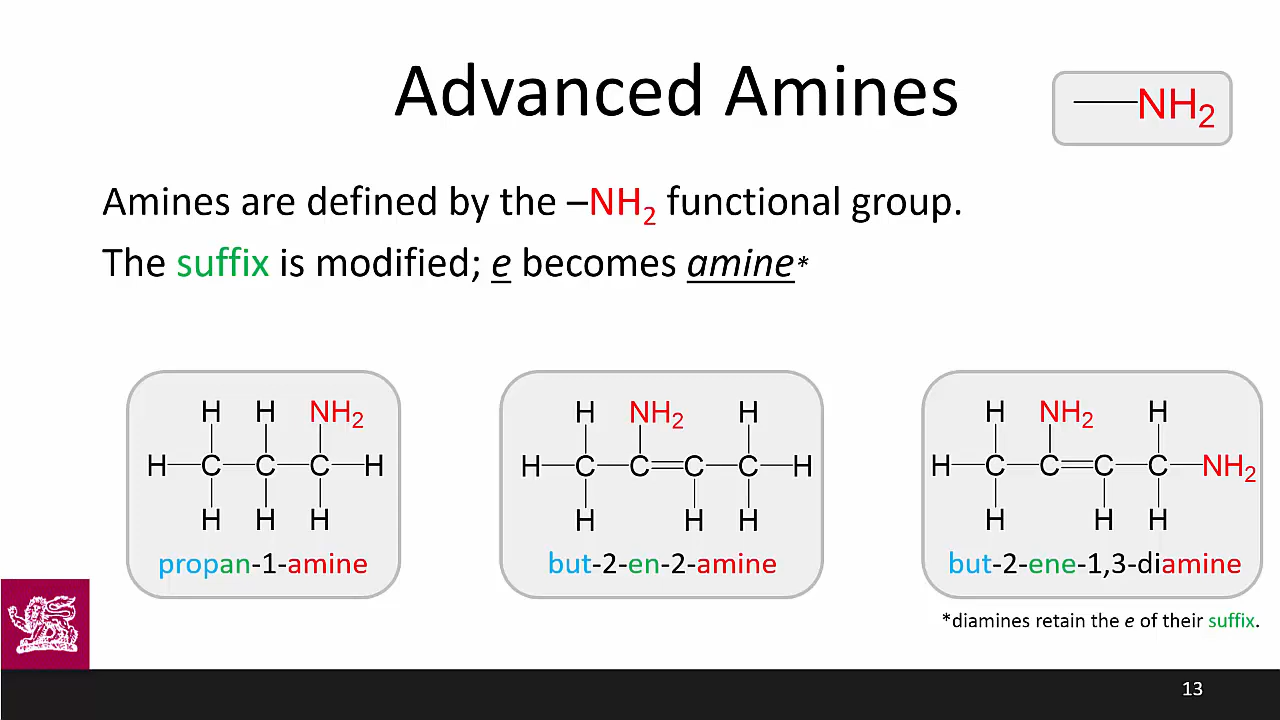 Advanced Amines
—NH₂
Amines are defined by the –NH₂ functional group.
The suffix is modified; e becomes amine*
H H NH₂
H—C—C—C—H
H H H
propan-1-amine
H NH₂ H
H—C—C=C—C—H
H H H
but-2-en-2-amine
H NH₂ H
H—C—C=C—C—NH₂
H H H
but-2-ene-1,3-diamine
*diamines retain the e of their suffix.
13